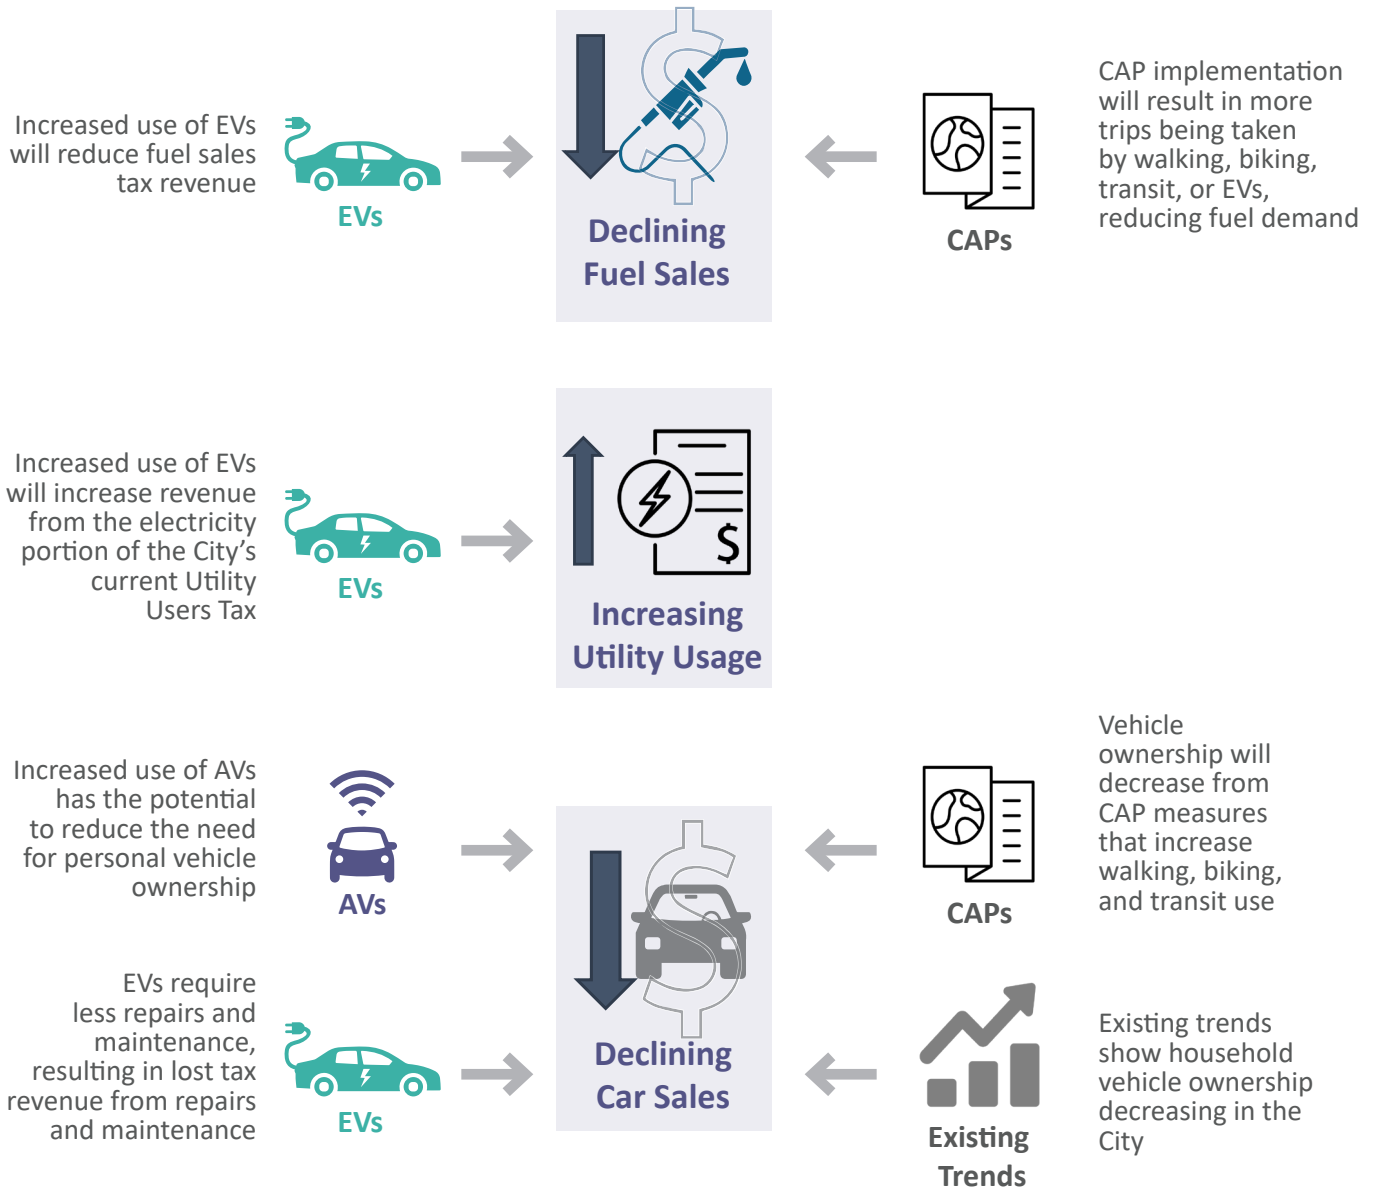 Increased use of EVs
will reduce fuel sales
tax revenue
EVs
$
Declining
Fuel Sales
CAPs
CAP implementation
will result in more
trips being taken
by walking, biking,
transit, or EVs,
reducing fuel demand
Increased use of EVs
will increase revenue
from the electricity
portion of the City’s
current Utility
Users Tax
EVs
$
Increasing
Utility Usage
Increased use of AVs
has the potential
to reduce the need
for personal vehicle
ownership
AVs
EVs require
less repairs and
maintenance,
resulting in lost tax
revenue from repairs
and maintenance
EVs
$
Declining
Car Sales
CAPs
Vehicle
ownership will
decrease from
CAP measures
that increase
walking, biking,
and transit use
Existing
Trends
Existing trends
show household
vehicle ownership
decreasing in the
City